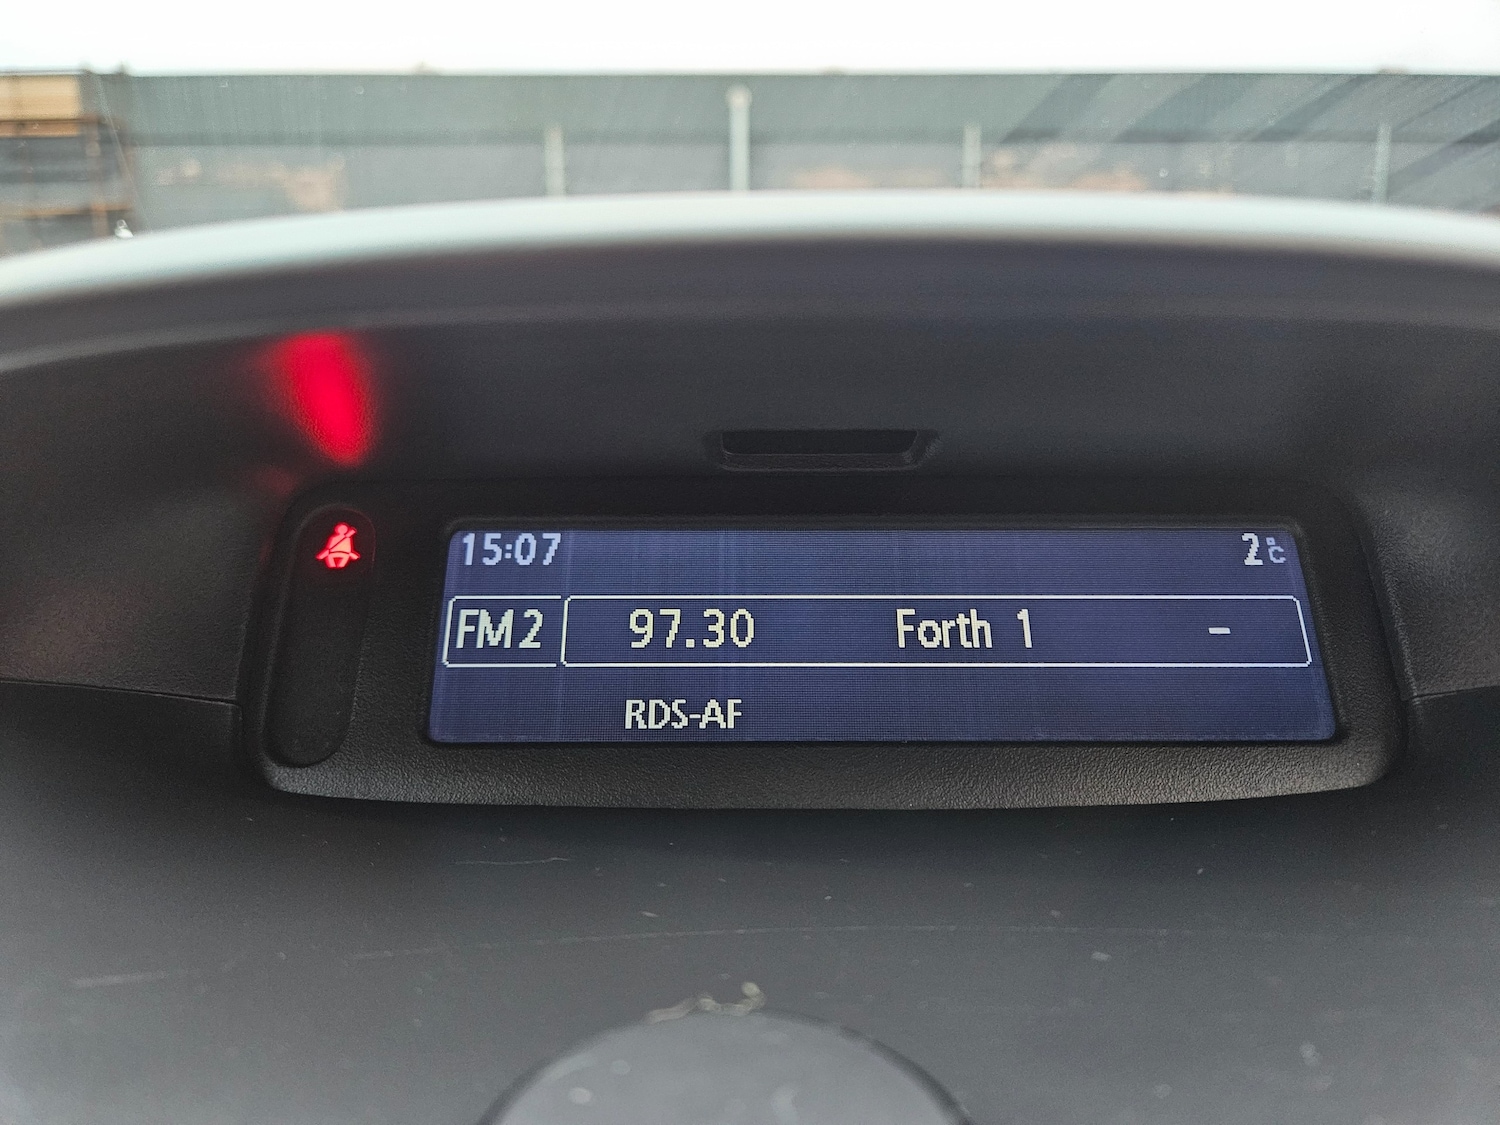 15:07 2°C
FM2 97.30 Forth 1 -
RDS-AF